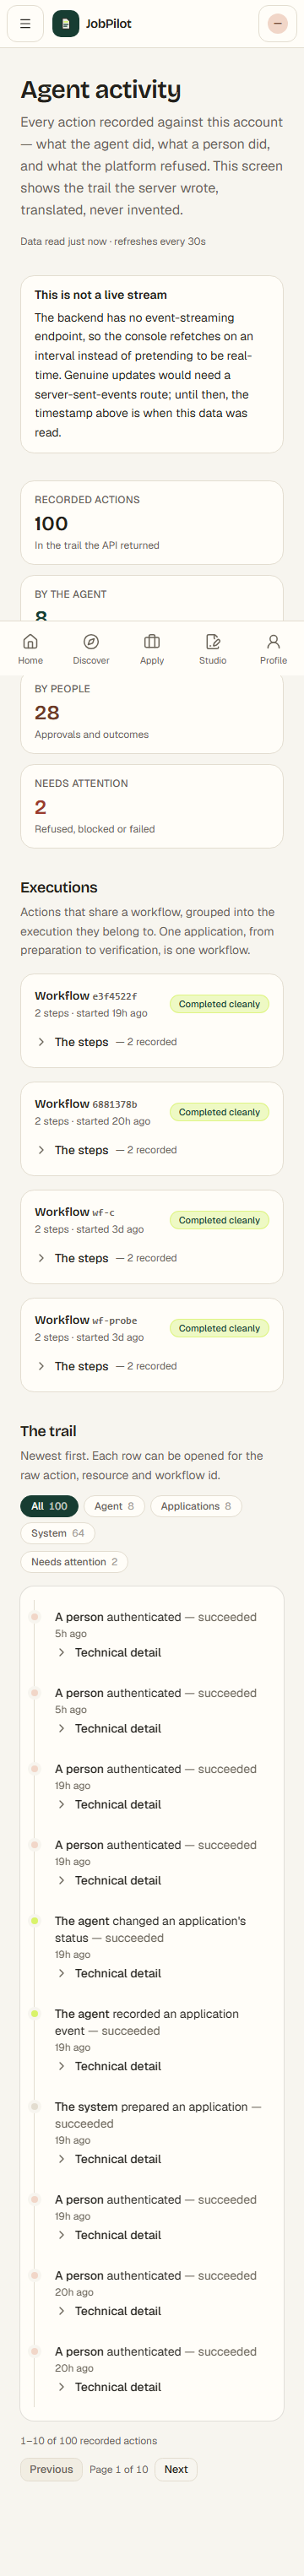 JobPilot
Agent activity
Every action recorded against this account
— what the agent did, what a person did,
and what the platform refused. This screen
shows the trail the server wrote,
translated, never invented.
Data read just now · refreshes every 30s
This is not a live stream
The backend has no event-streaming
endpoint, so the console refetches on an
interval instead of pretending to be real-
time. Genuine updates would need a
server-sent-events route; until then, the
timestamp above is when this data was
read.
RECORDED ACTIONS
100
In the trail the API returned
BY THE AGENT
8
Home Discover Apply Studio Profile
BY PEOPLE
28
Approvals and outcomes
NEEDS ATTENTION
2
Refused, blocked or failed
Executions
Actions that share a workflow, grouped into the
execution they belong to. One application, from
preparation to verification, is one workflow.
Workflow e3f4522f
Completed cleanly
2 steps · started 19h ago
The steps — 2 recorded
Workflow 6881378b
Completed cleanly
2 steps · started 20h ago
The steps — 2 recorded
Workflow wf-c
Completed cleanly
2 steps · started 3d ago
The steps — 2 recorded
Workflow wf-probe
Completed cleanly
2 steps · started 3d ago
The steps — 2 recorded
The trail
Newest first. Each row can be opened for the
raw action, resource and workflow id.
All 100 Agent 8 Applications 8
System 64
Needs attention 2
A person authenticated — succeeded
5h ago
Technical detail
A person authenticated — succeeded
5h ago
Technical detail
A person authenticated — succeeded
19h ago
Technical detail
A person authenticated — succeeded
19h ago
Technical detail
The agent changed an application's
status — succeeded
19h ago
Technical detail
The agent recorded an application
event — succeeded
19h ago
Technical detail
The system prepared an application —
succeeded
19h ago
Technical detail
A person authenticated — succeeded
19h ago
Technical detail
A person authenticated — succeeded
20h ago
Technical detail
A person authenticated — succeeded
20h ago
Technical detail
1–10 of 100 recorded actions
Previous Page 1 of 10 Next